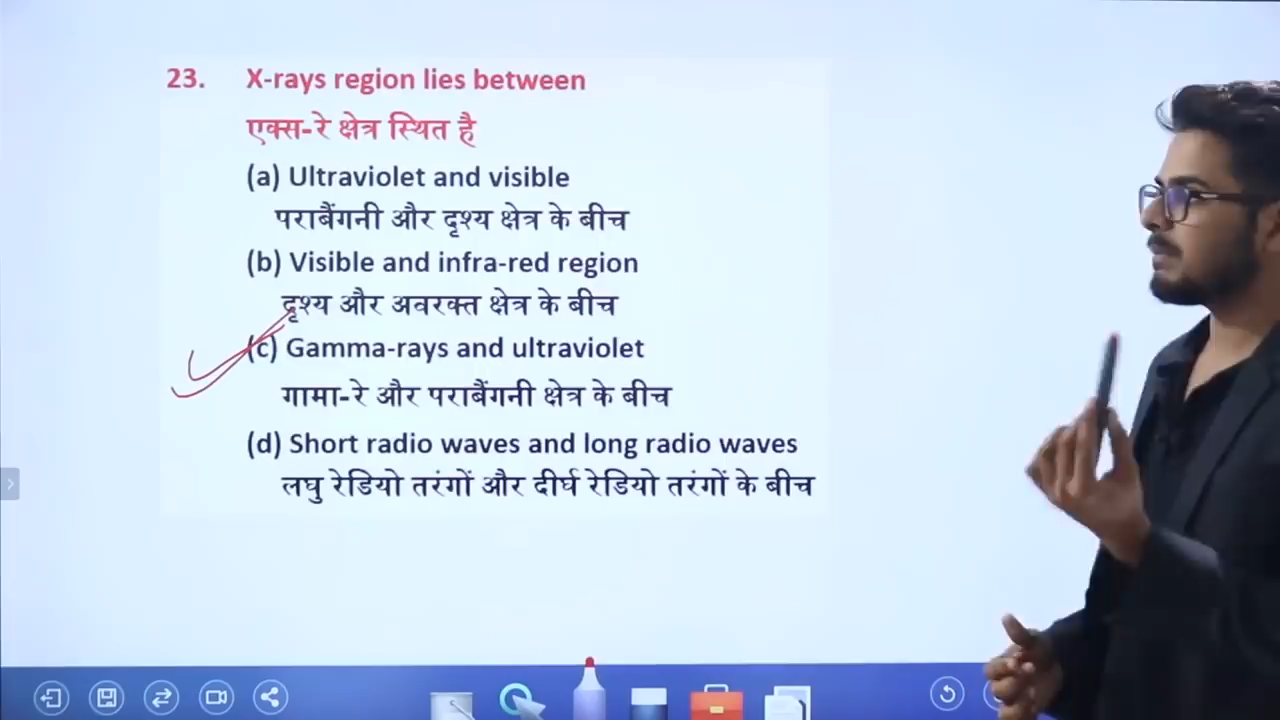 23. X-rays region lies between
एक्स-रे क्षेत्र स्थित है
(a) Ultraviolet and visible
पराबैंगनी और दृश्य क्षेत्र के बीच
(b) Visible and infra-red region
दृश्य और अवरक्त क्षेत्र के बीच
(c) Gamma-rays and ultraviolet
गामा-रे और पराबैंगनी क्षेत्र के बीच
(d) Short radio waves and long radio waves
लघु रेडियो तरंगों और दीर्घ रेडियो तरंगों के बीच